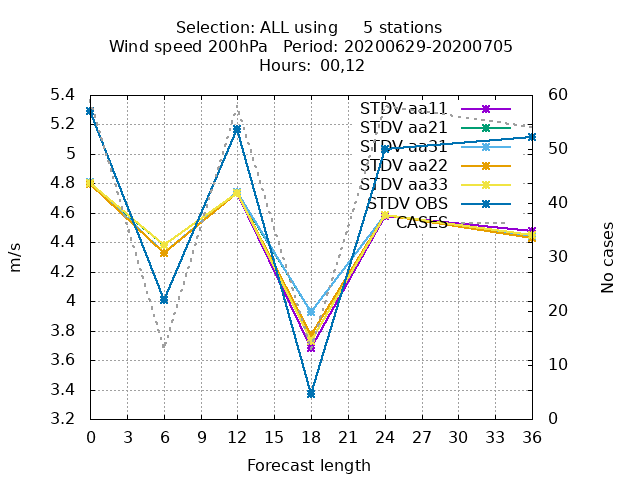 Selection: ALL using 5 stations
Wind speed 200hPa Period: 20200629-20200705
Hours: 00,12
5.4
5.2
5
4.8
4.6
4.4
4.2
4
3.8
3.6
3.4
3.2
m/s
STDV aa11
STDV aa21
STDV aa31
STDV aa22
STDV aa33
STDV OBS
CASES
60
50
40
30
20
10
0
No cases
0 3 6 9 12 15 18 21 24 27 30 33 36
Forecast length